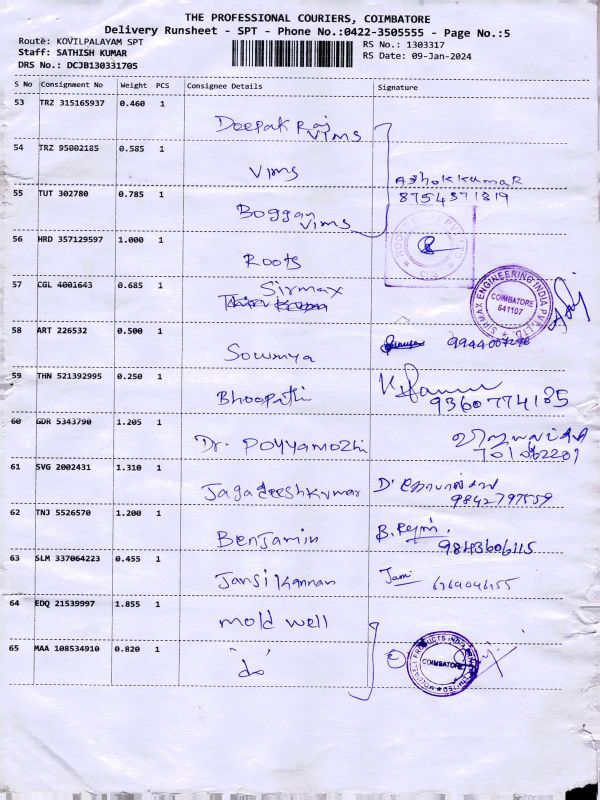 THE PROFESSIONAL COURIERS, COIMBATORE
Delivery Runsheet - SPT - Phone No.:0422-3505555 - Page No.:5
Route: KOVILPALAYAM SPT
Staff: SATHISH KUMAR
DRS No.: DCJB130331705
RS No.: 1303317
RS Date: 09-Jan-2024
S No Consignment No Weight PCS Consignee Details Signature
53 TRZ 315165937 0.460 1 Deepak Raj
Vims
54 TRZ 95002185 0.585 1 Vims
Ashokkumar
8754371819
55 TUT 302780 0.785 1 Boggan
Vims
56 HRD 357129597 1.000 1 Roots
57 CGL 4001643 0.685 1 Sirmax
SIRMAX ENGINEERING INDIA PVT. LTD.
COIMBATORE
641107
58 ART 226532 0.500 1 Sowmya
59 THN 521392995 0.250 1 Bhoopathi
9360774185
60 GDR 5343790 1.205 1 Dr. Poyyamozhi
61 SVG 2002431 1.310 1 Jagadeeshkumar
9842797559
62 TNJ 5526570 1.200 1 Benjamin
9843606115
63 SLM 337064223 0.455 1 Jansi Kannan Jansi
64 EDQ 21539997 1.855 1 Mold well
65 MAA 108534910 0.820 1 "do"
COIMBATORE